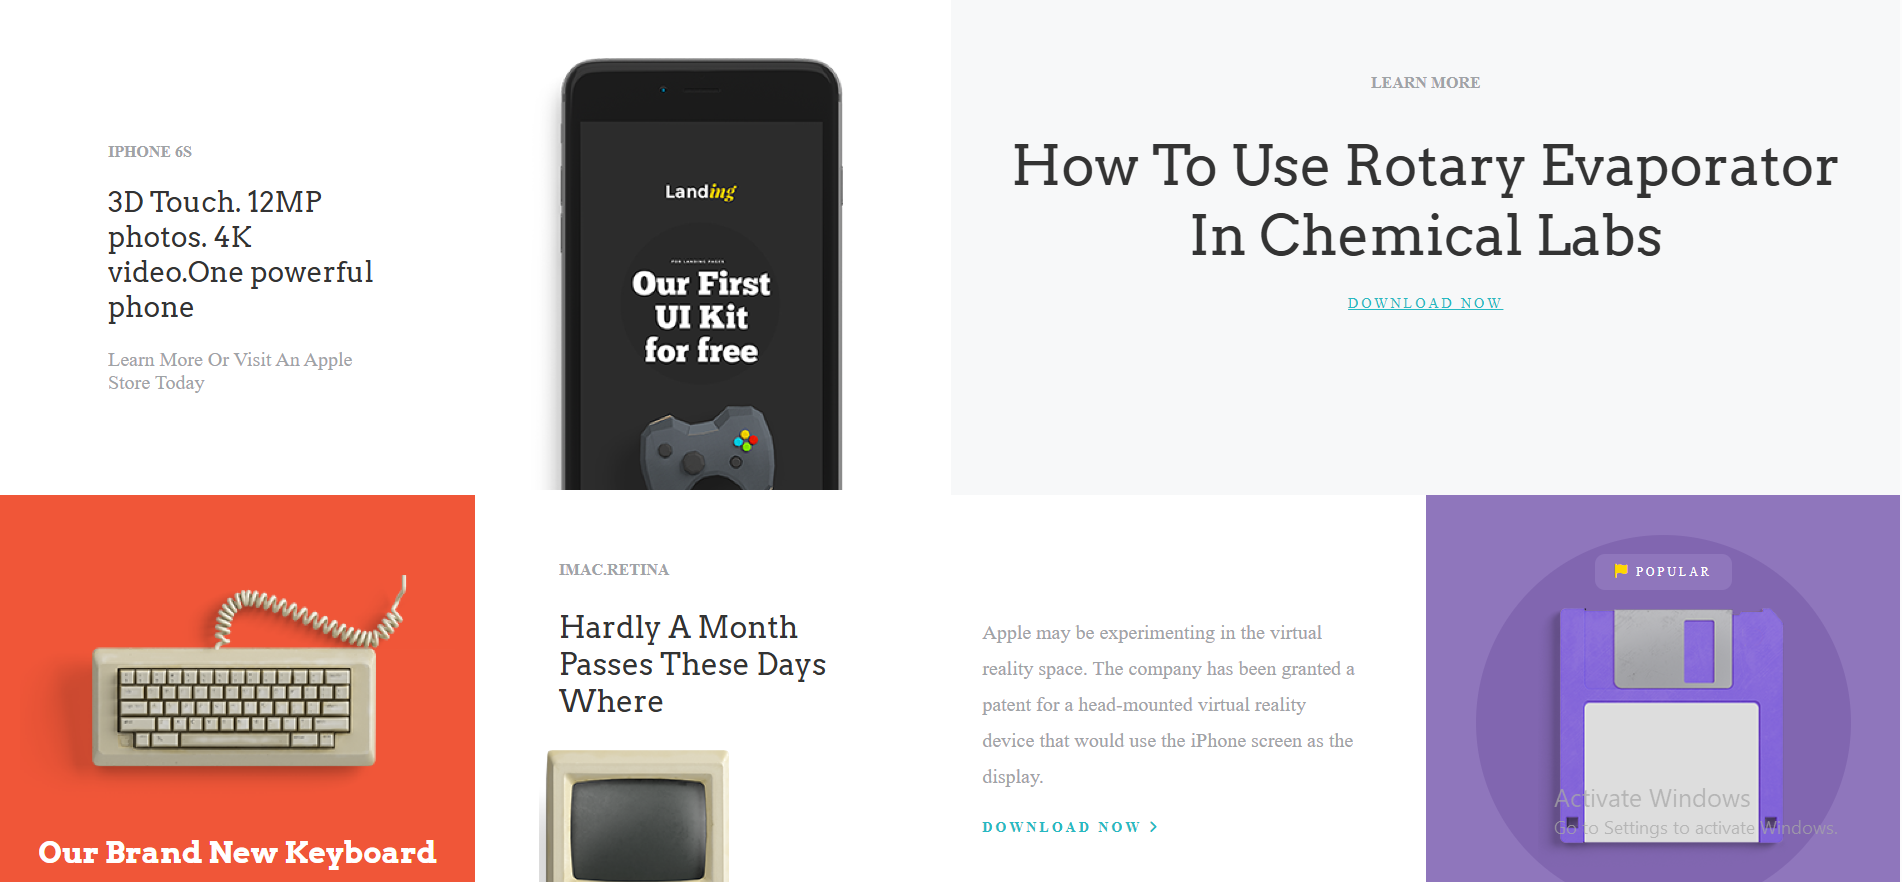 IPHONE 6S
3D Touch. 12MP
photos. 4K
video.One powerful
phone
Learn More Or Visit An Apple
Store Today
Landing
FOR LANDING PAGES
Our First
UI Kit
for free
LEARN MORE
How To Use Rotary Evaporator
In Chemical Labs
DOWNLOAD NOW
Our Brand New Keyboard
IMAC.RETINA
Hardly A Month
Passes These Days
Where
Apple may be experimenting in the virtual
reality space. The company has been granted a
patent for a head-mounted virtual reality
device that would use the iPhone screen as the
display.
DOWNLOAD NOW
POPULAR
Activate Windows
Go to Settings to activate Windows.